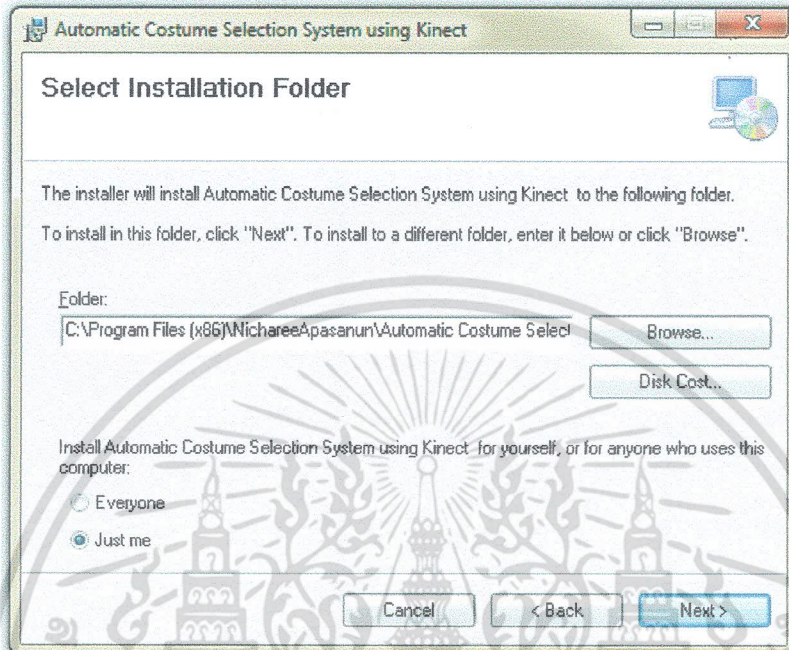 Automatic Costume Selection System using Kinect
Select Installation Folder
The installer will install Automatic Costume Selection System using Kinect to the following folder.
To install in this folder, click "Next". To install to a different folder, enter it below or click "Browse".
Folder:
C:\Program Files (x86)\NichareeApasanun\Automatic Costume Select
Browse...
Disk Cost...
Install Automatic Costume Selection System using Kinect for yourself, or for anyone who uses this
computer:
Everyone
Just me
Cancel
< Back
Next >